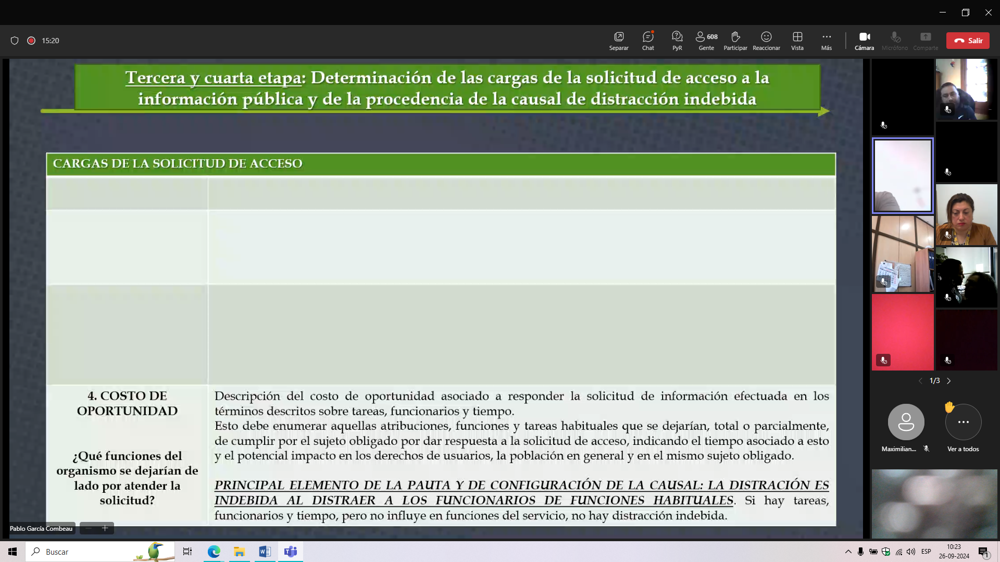 15:20
Separar
Chat
PyR
608
Gente
Participar
Reaccionar
Vista
Más
Cámara
Micrófono
Comparte
Salir
Tercera y cuarta etapa: Determinación de las cargas de la solicitud de acceso a la
información pública y de la procedencia de la causal de distracción indebida
CARGAS DE LA SOLICITUD DE ACCESO
4. COSTO DE
OPORTUNIDAD
¿Qué funciones del
organismo se dejarían de
lado por atender la
solicitud?
Descripción del costo de oportunidad asociado a responder la solicitud de información efectuada en los
términos descritos sobre tareas, funcionarios y tiempo.
Esto debe enumerar aquellas atribuciones, funciones y tareas habituales que se dejarían, total o parcialmente,
de cumplir por el sujeto obligado por dar respuesta a la solicitud de acceso, indicando el tiempo asociado a esto
y el potencial impacto en los derechos de usuarios, la población en general y en el mismo sujeto obligado.
PRINCIPAL ELEMENTO DE LA PAUTA Y DE CONFIGURACIÓN DE LA CAUSAL: LA DISTRACIÓN ES
INDEBIDA AL DISTRAER A LOS FUNCIONARIOS DE FUNCIONES HABITUALES. Si hay tareas,
funcionarios y tiempo, pero no influye en funciones del servicio, no hay distracción indebida.
Pablo García Combeau
1/3
Maximilian...
Ver a todos
Buscar
ESP
10:23
26-09-2024
1